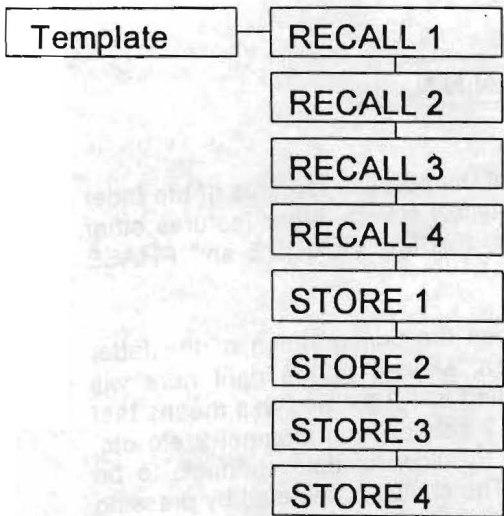 Template RECALL 1
RECALL 2
RECALL 3
RECALL 4
STORE 1
STORE 2
STORE 3
STORE 4